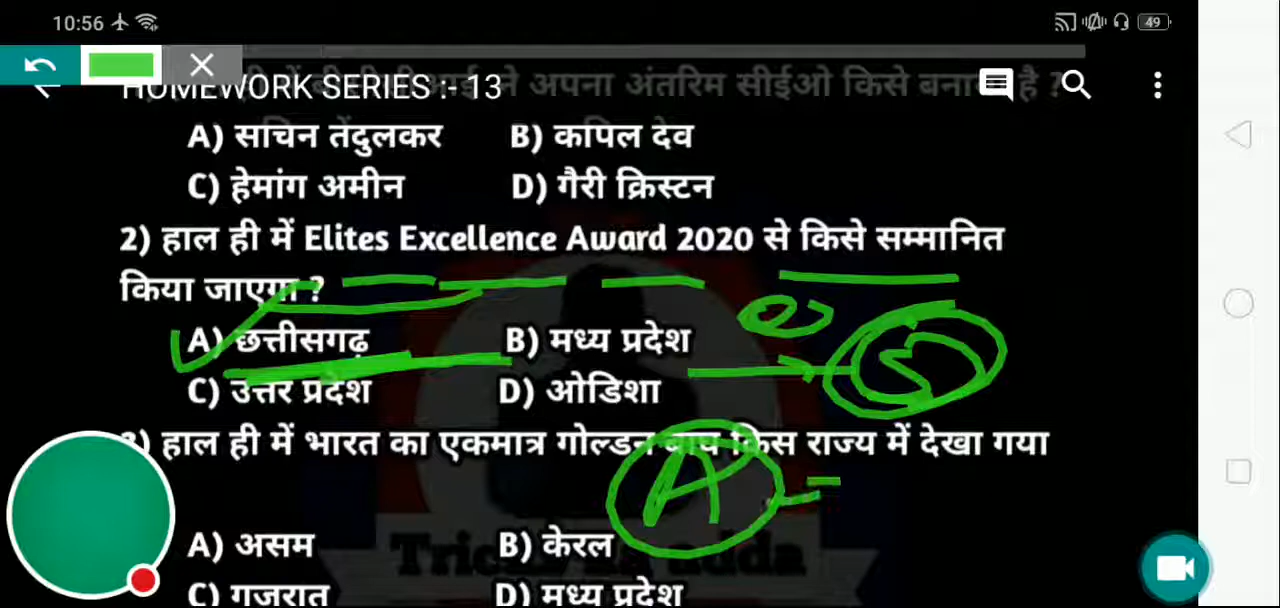 10:56 49
HOMEWORK SERIES :- 13
ने अपना अंतरिम सीईओ किसे बनाया है ?
A) सचिन तेंदुलकर B) कपिल देव
C) हेमांग अमीन D) गैरी क्रिस्टन
2) हाल ही में Elites Excellence Award 2020 से किसे सम्मानित
किया जाएगा ?
A) छत्तीसगढ़ B) मध्य प्रदेश
C) उत्तर प्रदेश D) ओडिशा
3) हाल ही में भारत का एकमात्र गोल्डन बाघ किस राज्य में देखा गया
A
A) असम B) केरल
C) गुजरात D) मध्य प्रदेश